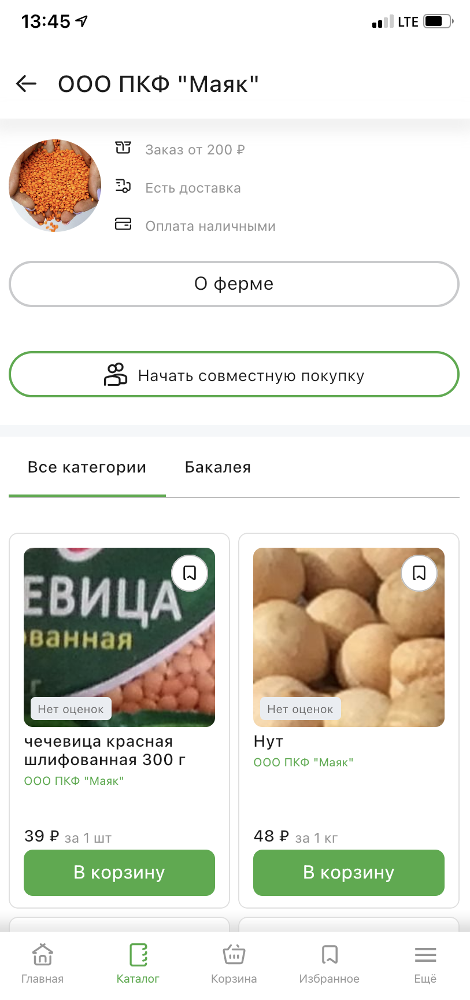 13:45
LTE
ООО ПКФ "Маяк"
Заказ от 200 ₽
Есть доставка
Оплата наличными
О ферме
Начать совместную покупку
Все категории
Бакалея
ЕВИЦА
ванная
г
Нет оценок
чечевица красная
шлифованная 300 г
ООО ПКФ "Маяк"
39 ₽ за 1 шт
В корзину
Нет оценок
Нут
ООО ПКФ "Маяк"
48 ₽ за 1 кг
В корзину
Главная
Каталог
Корзина
Избранное
Ещё